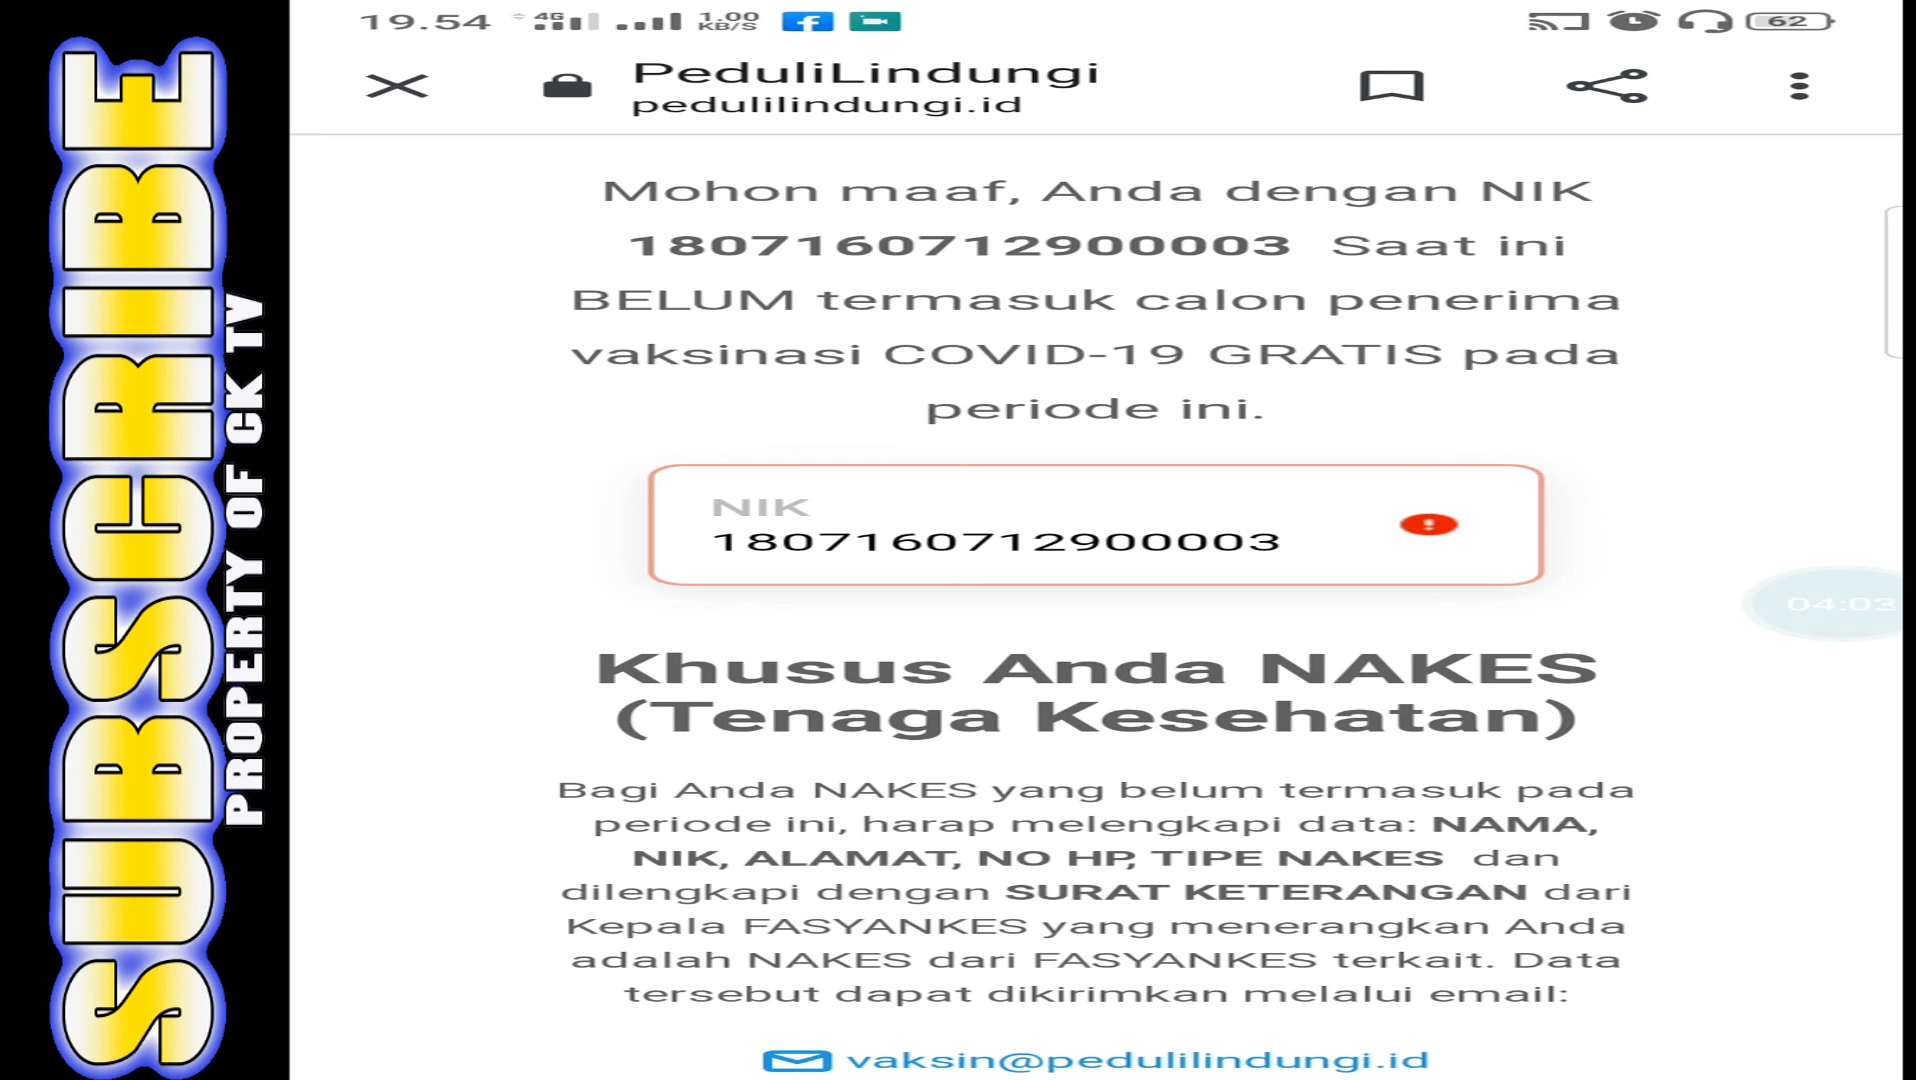 SUBSCRIBE
PROPERTY OF CK TV
19.54
4G
1.00
KB/S
62
PeduliLindungi
pedulilindungi.id
Mohon maaf, Anda dengan NIK
1807160712900003 Saat ini
BELUM termasuk calon penerima
vaksinasi COVID-19 GRATIS pada
periode ini.
NIK
1807160712900003
04:03
Khusus Anda NAKES
(Tenaga Kesehatan)
Bagi Anda NAKES yang belum termasuk pada
periode ini, harap melengkapi data: NAMA,
NIK, ALAMAT, NO HP, TIPE NAKES dan
dilengkapi dengan SURAT KETERANGAN dari
Kepala FASYANKES yang menerangkan Anda
adalah NAKES dari FASYANKES terkait. Data
tersebut dapat dikirimkan melalui email:
vaksin@pedulilindungi.id